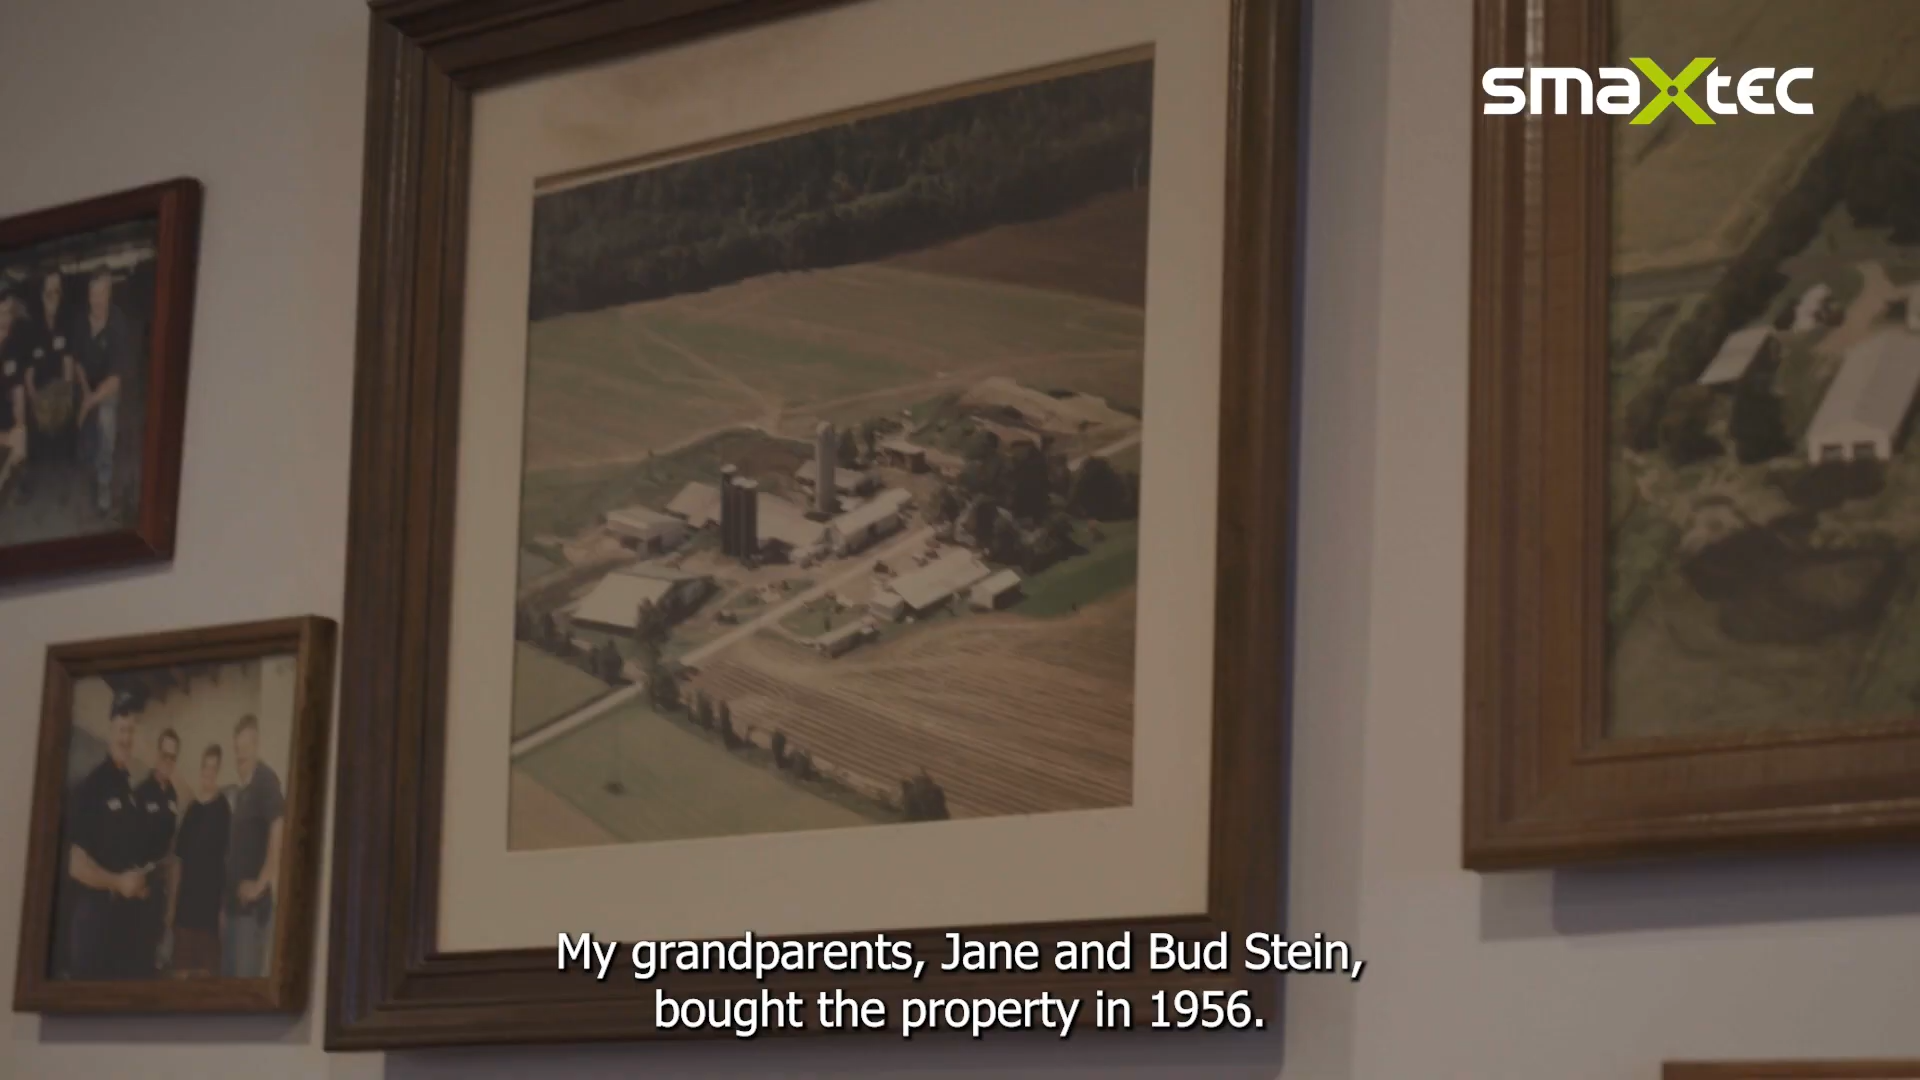 smaXtec
My grandparents, Jane and Bud Stein,
bought the property in 1956.